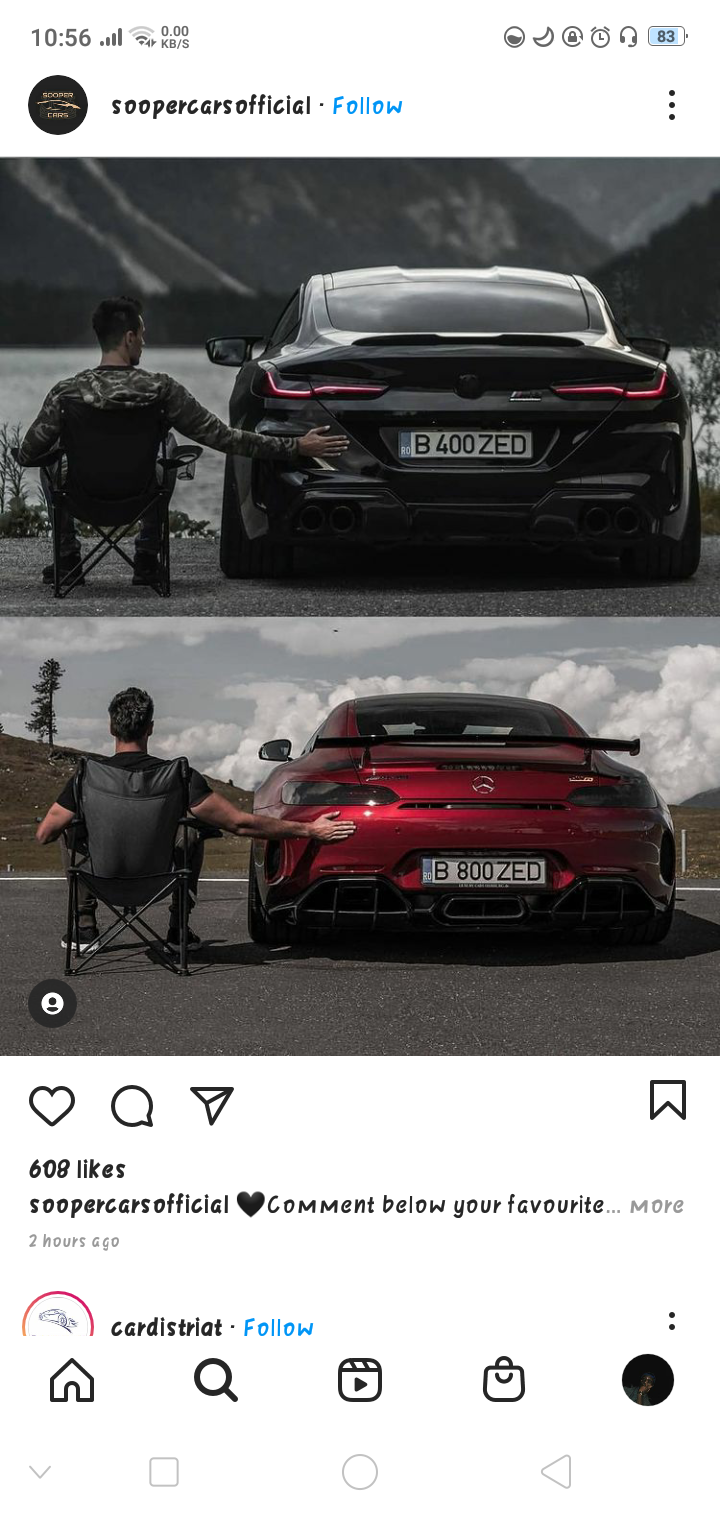 10:56
0.00
KB/S
83
SOOPER
CARS
soopercarsofficial · Follow
RO B 400 ZED
RO B 800 ZED
608 likes
soopercarsofficial 🖤Comment below your favourite... more
2 hours ago
cardistriat · Follow